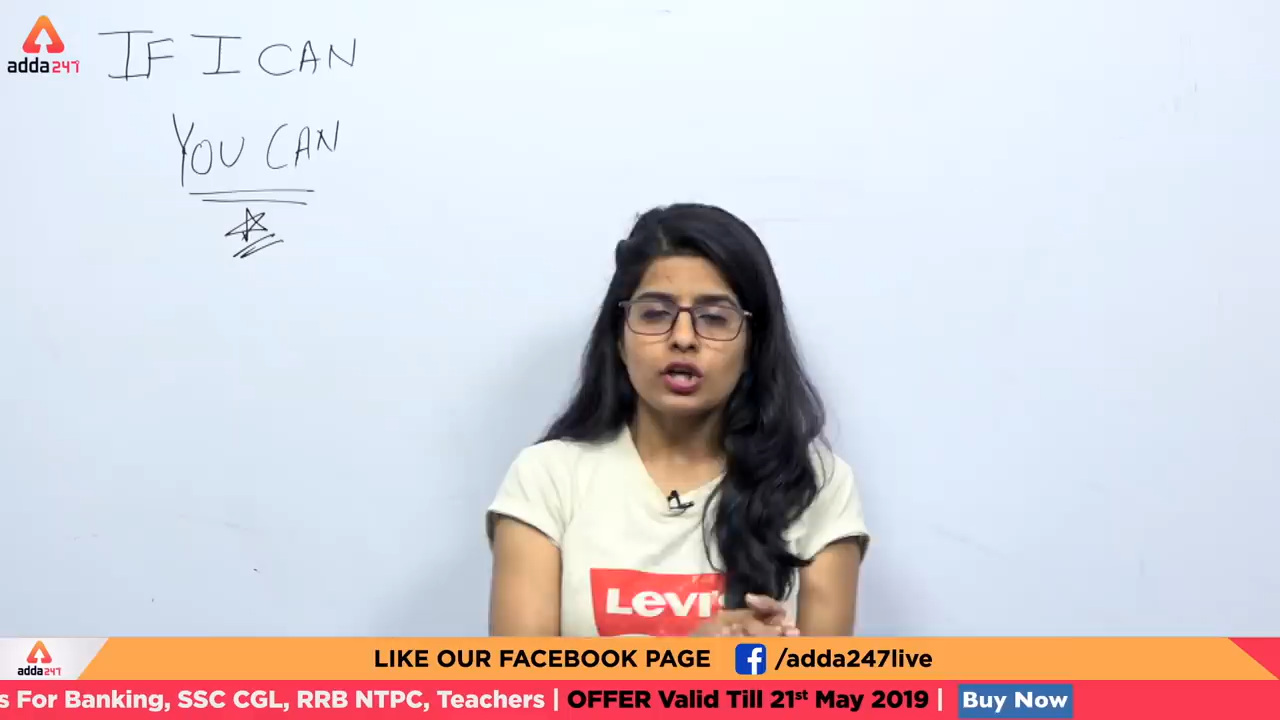 adda247
IF I CAN
YOU CAN
Levi's
adda247
LIKE OUR FACEBOOK PAGE f /adda247live
s For Banking, SSC CGL, RRB NTPC, Teachers | OFFER Valid Till 21st May 2019 | Buy Now